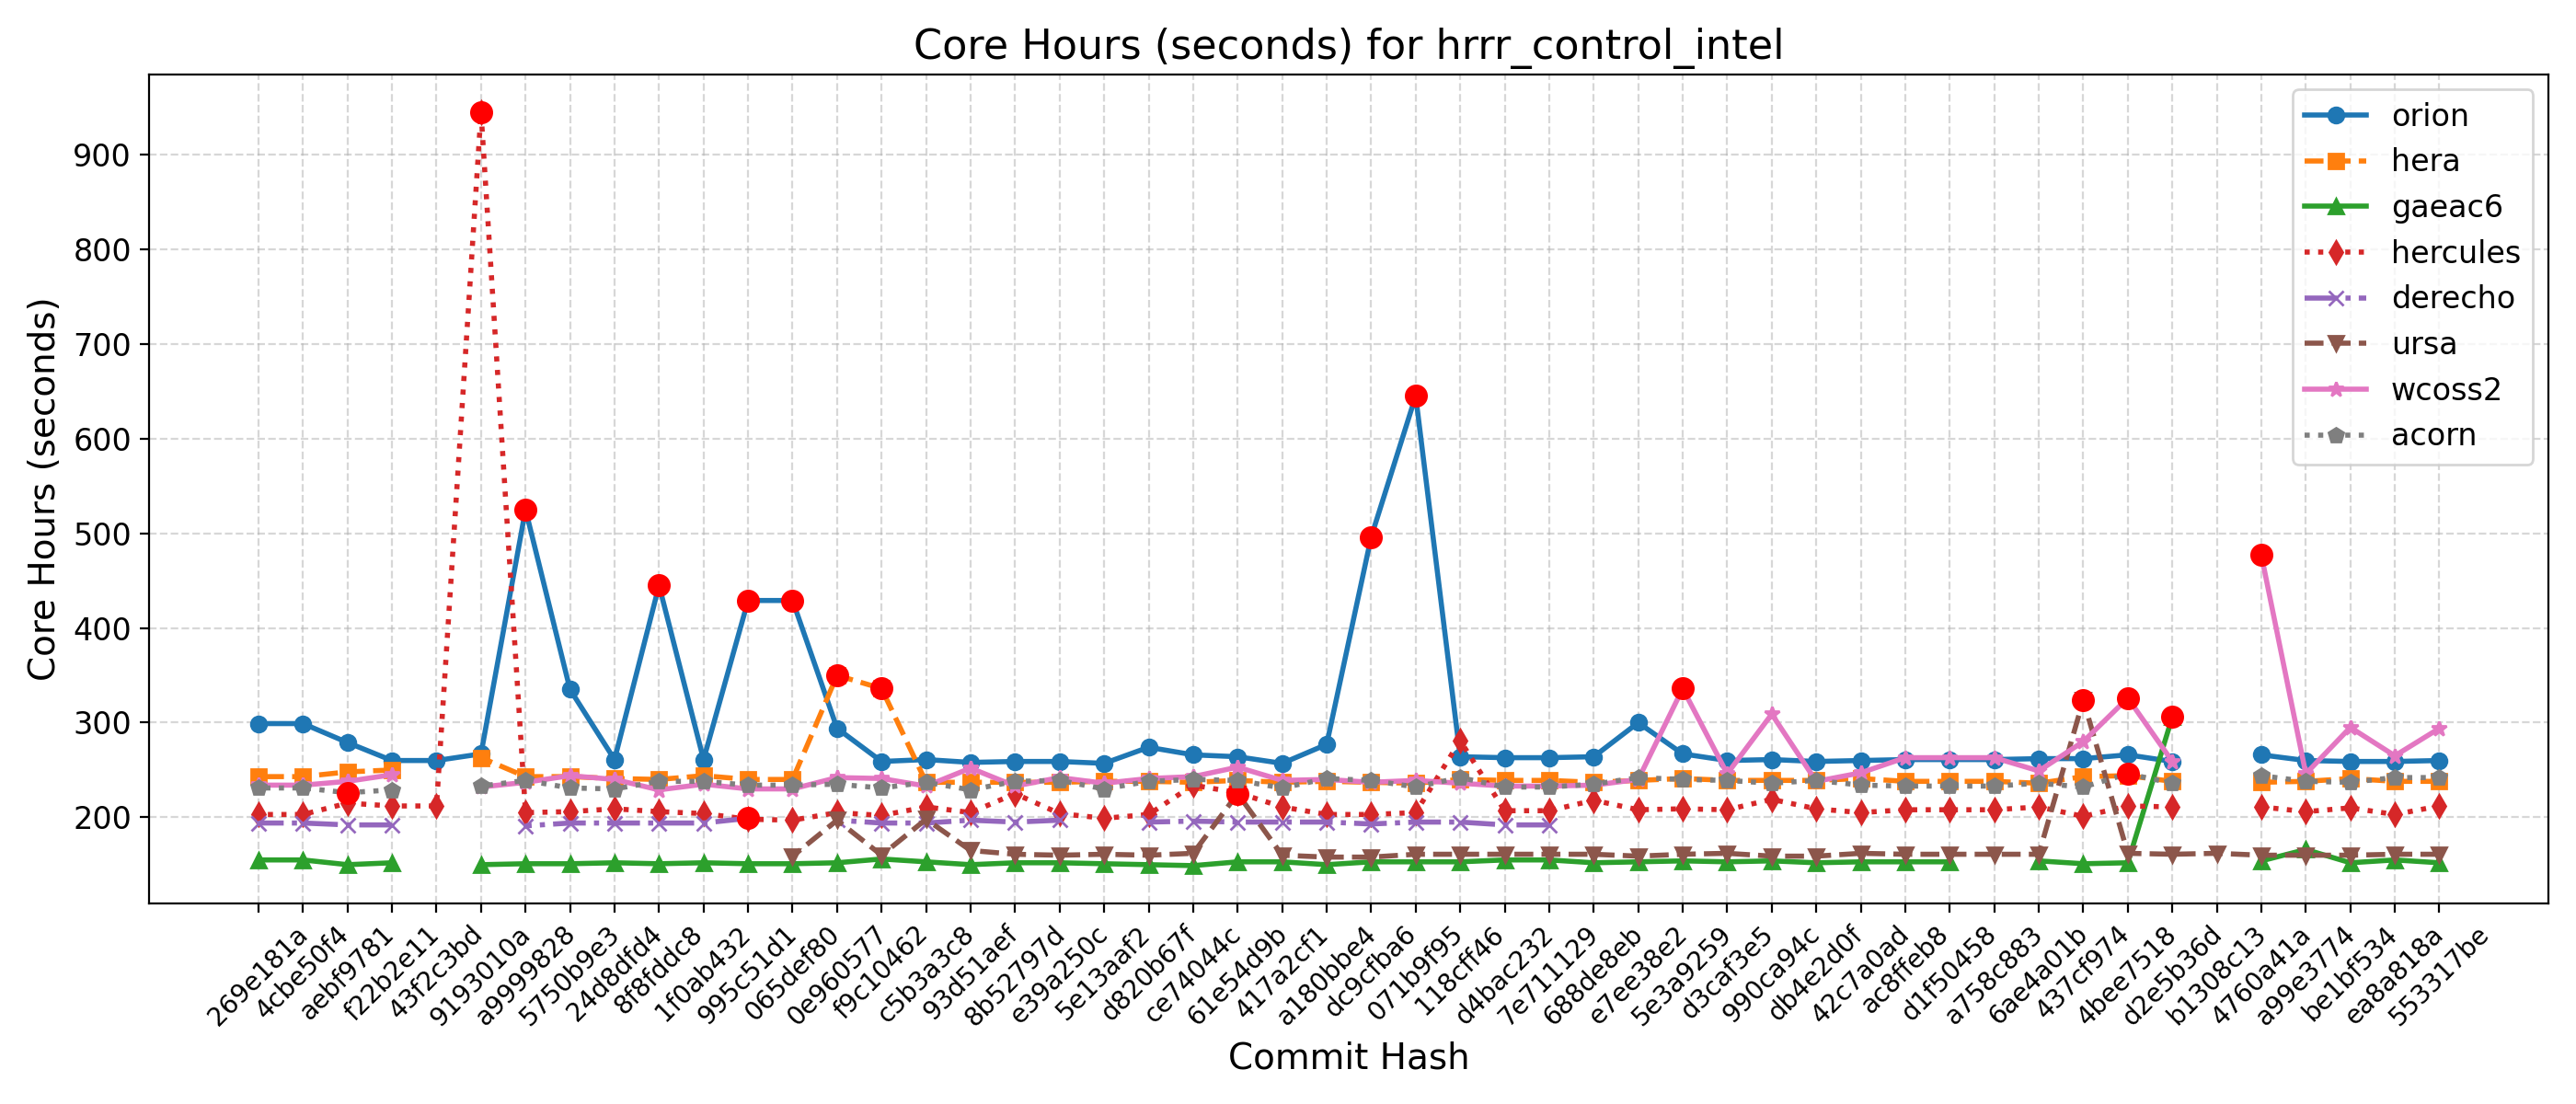 Core Hours (seconds) for hrrr_control_intel
Core Hours (seconds)
900
800
700
600
500
400
300
200
orion
hera
gaeac6
hercules
derecho
ursa
wcoss2
acorn
269e181a
4cbe50f4
aebf9781
f22b2e11
43f2c3bd
9193010a
a9999828
5750b9e3
24d8dfd4
8f8fddc8
1f0ab432
995c51d1
065def80
0e960577
f9c10462
c5b3a3c8
93d51aef
8b52797d
e39a250c
5e13aaf2
d820b67f
ce74044c
61e54d9b
417a2cf1
a180bbe4
dc9cfba6
071b9f95
118cff46
d4bac232
7e711129
688de8eb
e7ee38e2
5e3a9259
d3caf3e5
990ca94c
db4e2d0f
42c7a0ad
ac8ffeb8
d1f50458
a758c883
6ae4a01b
437cf974
4bee7518
d2e5b36d
b1308c13
4760a41a
a99e3774
be1bf534
ea8a818a
553317be
Commit Hash